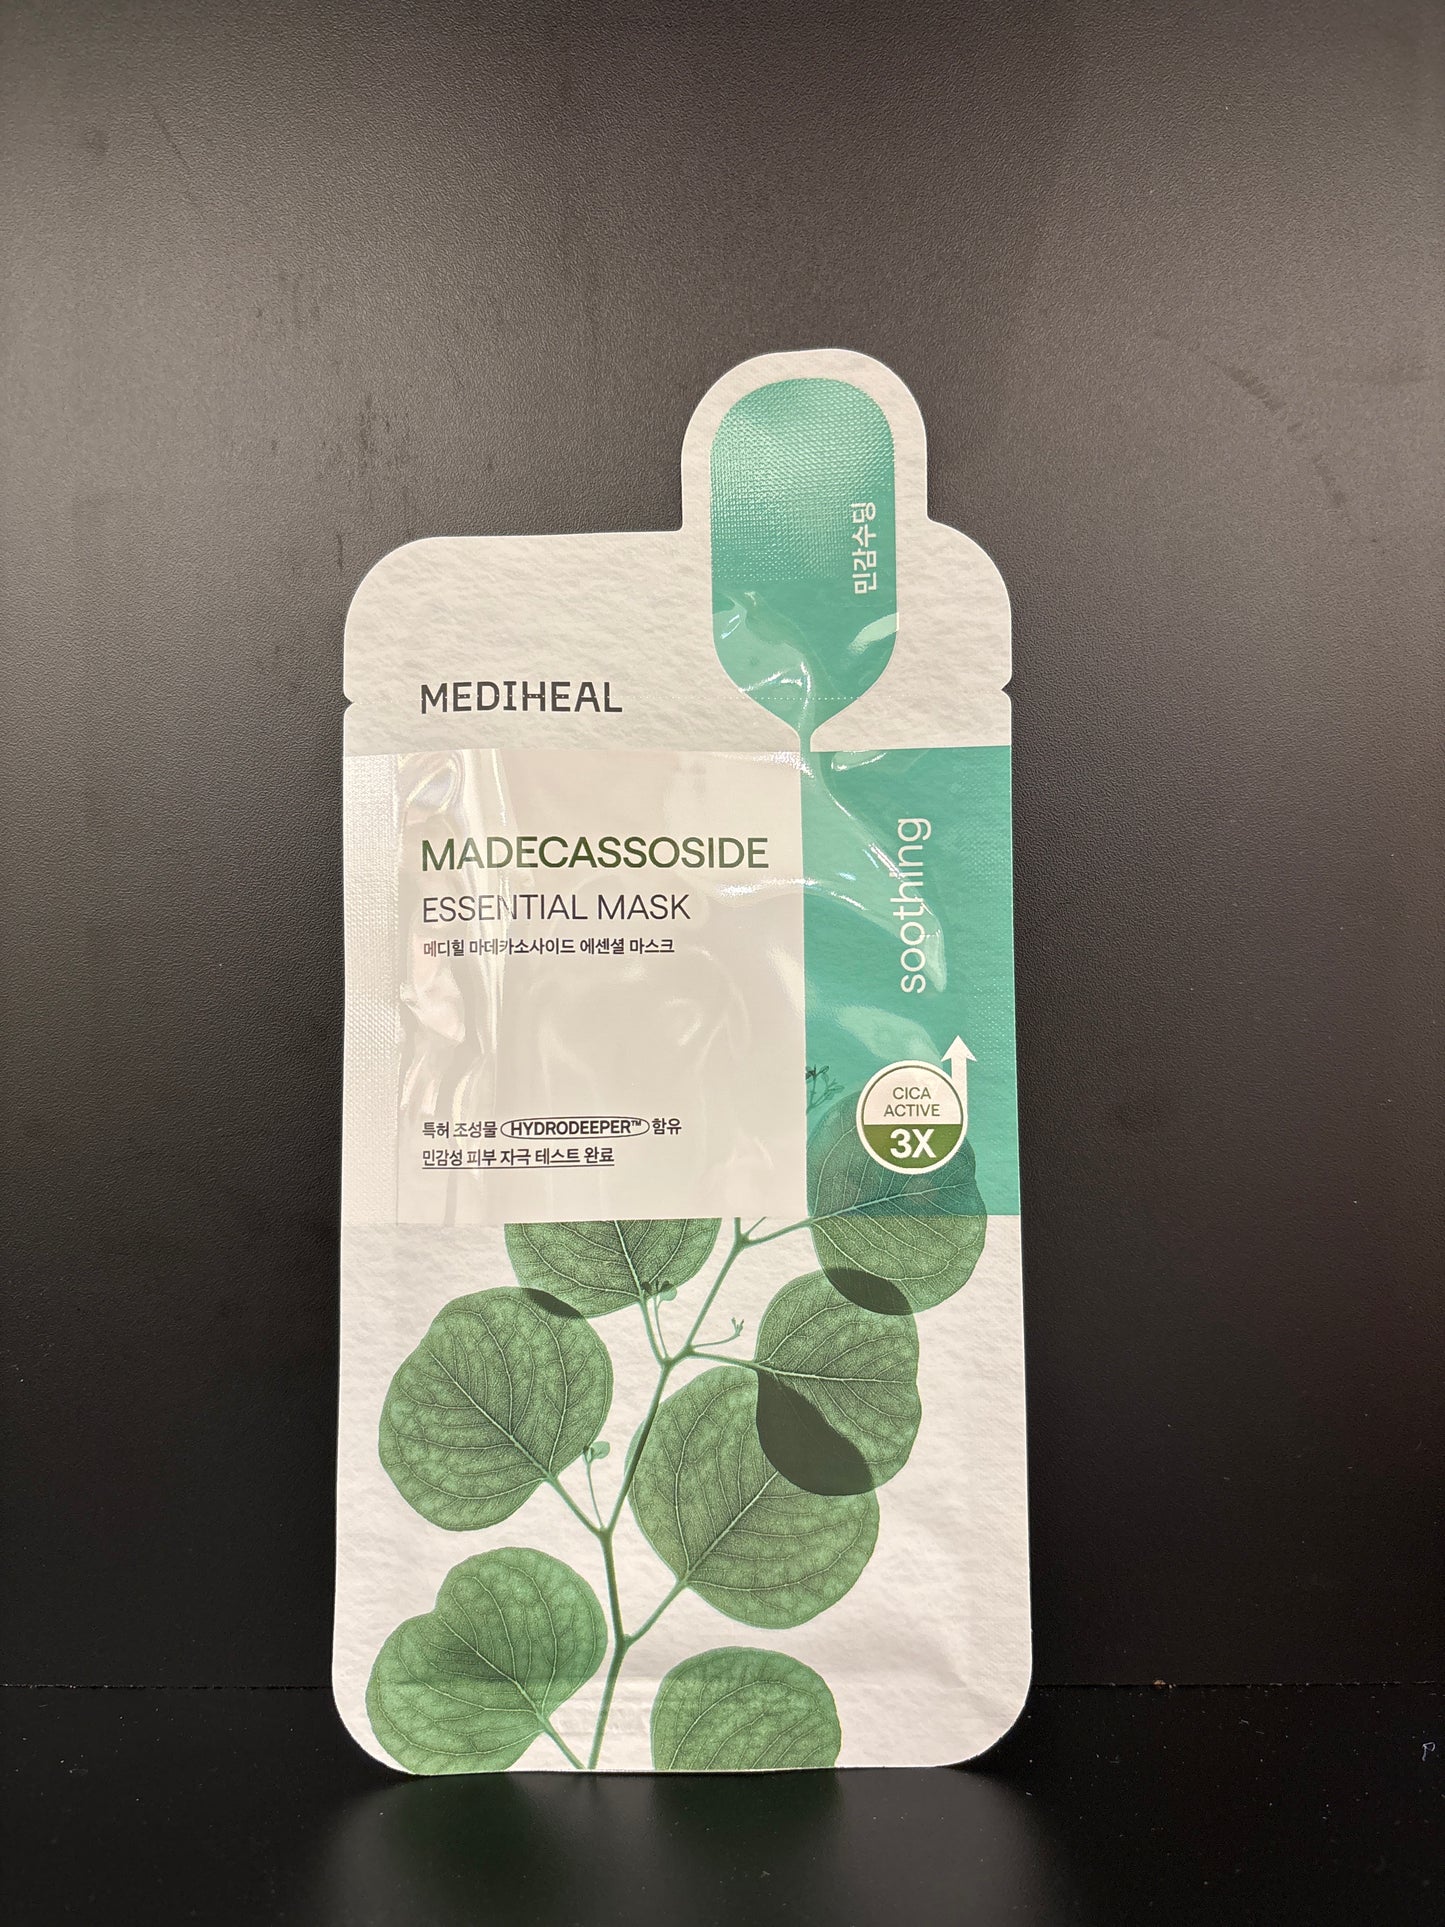 민감수딩
MEDIHEAL
MADECASSOSIDE
ESSENTIAL MASK
메디힐 마데카소사이드 에센셜 마스크
soothing
CICA
ACTIVE
3X
특허 조성물 HYDRODEEPER™ 함유
민감성 피부 자극 테스트 완료